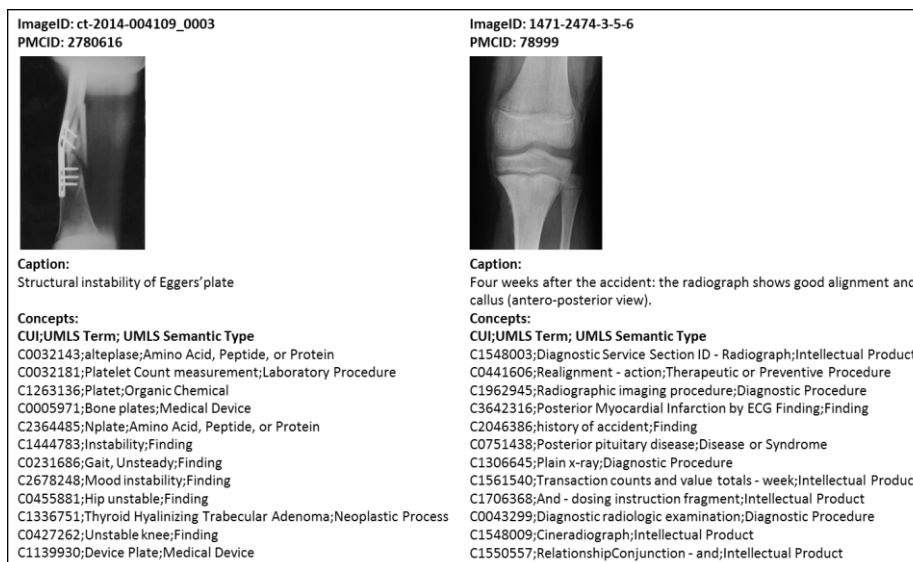 ImageID: ct-2014-004109_0003
PMCID: 2780616
Caption:
Structural instability of Eggers'plate
Concepts:
CUI;UMLS Term; UMLS Semantic Type
C0032143;alteplase;Amino Acid, Peptide, or Protein
C0032181;Platelet Count measurement;Laboratory Procedure
C1263136;Platet;Organic Chemical
C0005971;Bone plates;Medical Device
C2364485;Nplate;Amino Acid, Peptide, or Protein
C1444783;Instability;Finding
C0231686;Gait, Unsteady;Finding
C2678248;Mood instability;Finding
C0455881;Hip unstable;Finding
C1336751;Thyroid Hyalinizing Trabecular Adenoma;Neoplastic Process
C0427262;Unstable knee;Finding
C1139930;Device Plate;Medical Device
ImageID: 1471-2474-3-5-6
PMCID: 78999
Caption:
Four weeks after the accident: the radiograph shows good alignment and
callus (antero-posterior view).
Concepts:
CUI;UMLS Term; UMLS Semantic Type
C1548003;Diagnostic Service Section ID - Radiograph;Intellectual Product
C0441606;Realignment - action;Therapeutic or Preventive Procedure
C1962945;Radiographic imaging procedure;Diagnostic Procedure
C3642316;Posterior Myocardial Infarction by ECG Finding;Finding
C2046386;history of accident;Finding
C0751438;Posterior pituitary disease;Disease or Syndrome
C1306645;Plain x-ray;Diagnostic Procedure
C1561540;Transaction counts and value totals - week;Intellectual Product
C1706368;And - dosing instruction fragment;Intellectual Product
C0043299;Diagnostic radiologic examination;Diagnostic Procedure
C1548009;Cineradiograph;Intellectual Product
C1550557;RelationshipConjunction - and;Intellectual Product